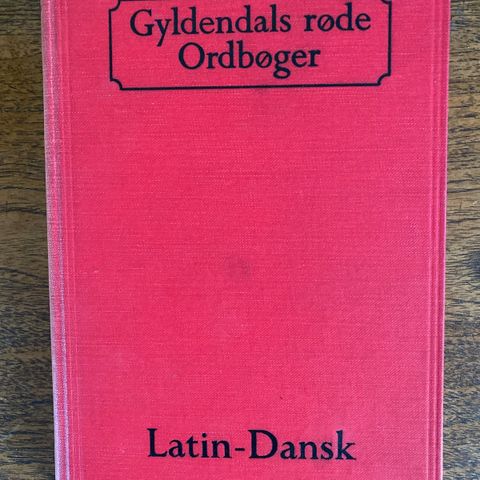 Gyldendals røde
Ordbøger
Latin-Dansk